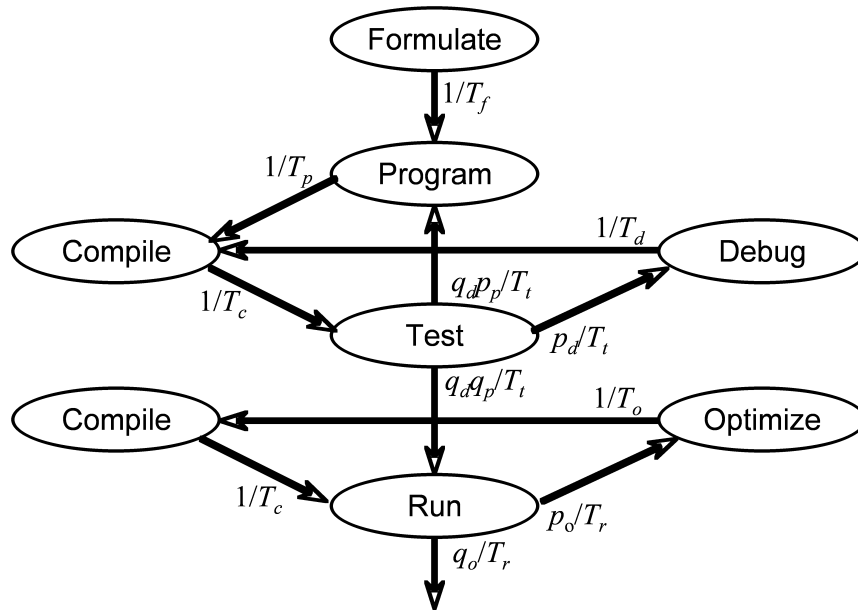 Formulate
1/T_f
Program
1/T_p
Compile
1/T_d
Debug
1/T_c
q_d p_p/T_t
Test
p_d/T_t
q_d q_p/T_t
Compile
1/T_o
Optimize
1/T_c
Run
p_o/T_r
q_o/T_r